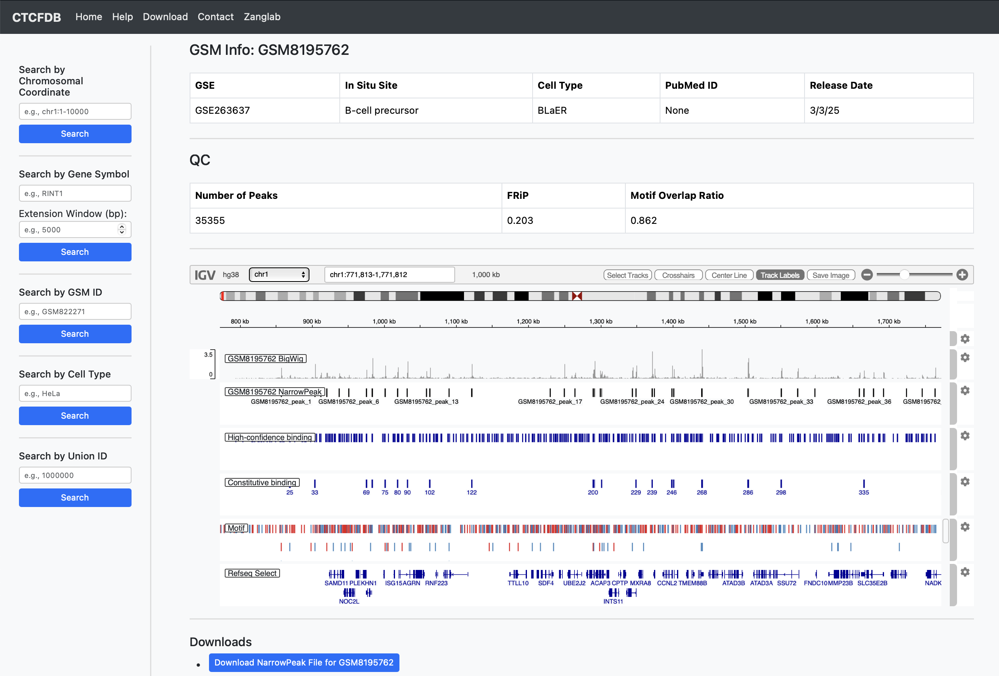 CTCFDB Home Help Download Contact Zanglab
Search by
Chromosomal
Coordinate
e.g., chr1:1-10000
Search
Search by Gene Symbol
e.g., RINT1
Extension Window (bp):
e.g., 5000
Search
Search by GSM ID
e.g., GSM822271
Search
Search by Cell Type
e.g., HeLa
Search
Search by Union ID
e.g., 1000000
Search
GSM Info: GSM8195762
GSE In Situ Site Cell Type PubMed ID Release Date
GSE263637 B-cell precursor BLaER None 3/3/25
QC
Number of Peaks FRiP Motif Overlap Ratio
35355 0.203 0.862
IGV hg38 chr1 chr1:771,813-1,771,812 1,000 kb Select Tracks Crosshairs Center Line Track Labels Save Image
800 kb 900 kb 1,000 kb 1,100 kb 1,200 kb 1,300 kb 1,400 kb 1,500 kb 1,600 kb 1,700 kb
3.5
GSM8195762 BigWig
0
GSM8195762 NarrowPeak
GSM8195762_peak_1 GSM8195762_peak_6 GSM8195762_peak_13 GSM8195762_peak_17 GSM8195762_peak_24 GSM8195762_peak_30 GSM8195762_peak_33 GSM8195762_peak_36 GSM8195762_
High-confidence binding
Constitutive binding
25 33 69 75 80 90 102 122 200 229 239 246 268 286 298 335
Motif
Refseq Select
SAMD11 PLEKHN1 ISG15 AGRN RNF223 TTLL10 SDF4 UBE2J2 ACAP3 CPTP MXRA8 CCNL2 TMEM88B ATAD3B ATAD3A SSU72 FNDC10 MMP23B SLC35E2B NADK
NOC2L INTS11
Downloads
Download NarrowPeak File for GSM8195762